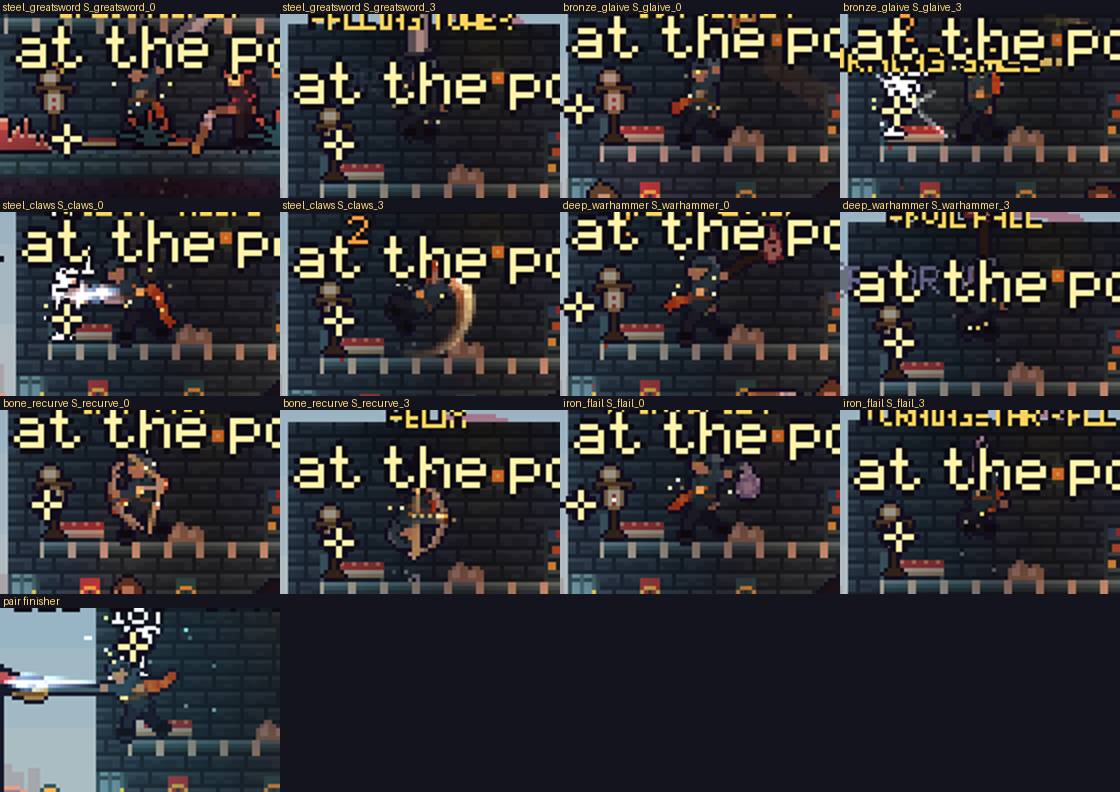 steel_greatsword S_greatsword_0
steel_greatsword S_greatsword_3
bronze_glaive S_glaive_0
bronze_glaive S_glaive_3
at the po
at the po
at the po
at the po
steel_claws S_claws_0
steel_claws S_claws_3
deep_warhammer S_warhammer_0
deep_warhammer S_warhammer_3
2
at the po
at the po
at the po
at the po
bone_recurve S_recurve_0
bone_recurve S_recurve_3
iron_flail S_flail_0
iron_flail S_flail_3
at the po
at the po
at the po
at the po
pair finisher